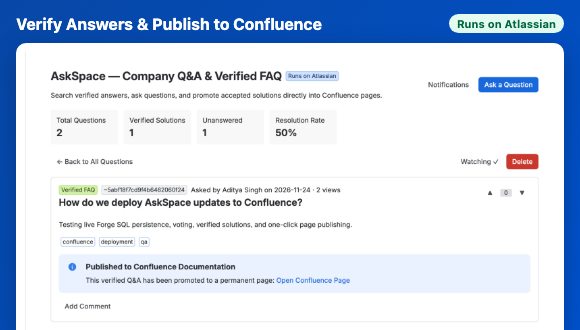 Verify Answers & Publish to Confluence
Runs on Atlassian
AskSpace — Company Q&A & Verified FAQ Runs on Atlassian
Search verified answers, ask questions, and promote accepted solutions directly into Confluence pages.
Notifications
Ask a Question
Total Questions
2
Verified Solutions
1
Unanswered
1
Resolution Rate
50%
← Back to All Questions
Watching ✓
Delete
Verified FAQ ~5abf18f7cd9f4b6462060f24 Asked by Aditya Singh on 2026-11-24 · 2 views
▲ 0 ▼
How do we deploy AskSpace updates to Confluence?
Testing live Forge SQL persistence, voting, verified solutions, and one-click page publishing.
confluence deployment qa
Published to Confluence Documentation
This verified Q&A has been promoted to a permanent page: Open Confluence Page
Add Comment